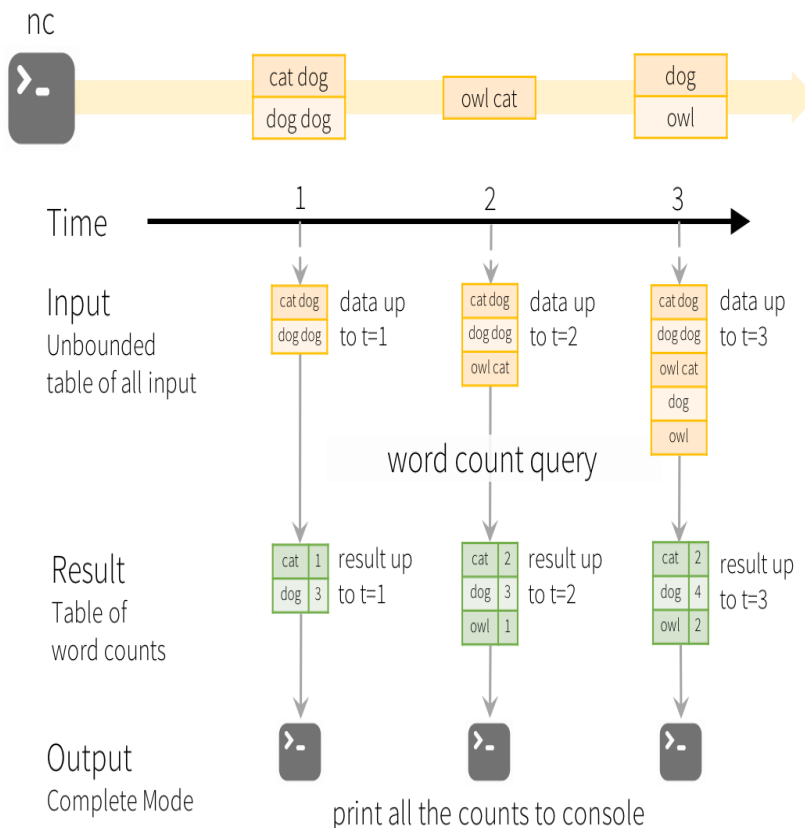 nc
cat dog
dog dog
owl cat
dog
owl
1
2
3
Time
Input
Unbounded
table of all input
cat dog
dog dog
data up
to t=1
cat dog
dog dog
owl cat
data up
to t=2
cat dog
dog dog
owl cat
dog
owl
data up
to t=3
word count query
Result
Table of
word counts
cat 1
dog 3
result up
to t=1
cat 2
dog 3
owl 1
result up
to t=2
cat 2
dog 4
owl 2
result up
to t=3
Output
Complete Mode
print all the counts to console